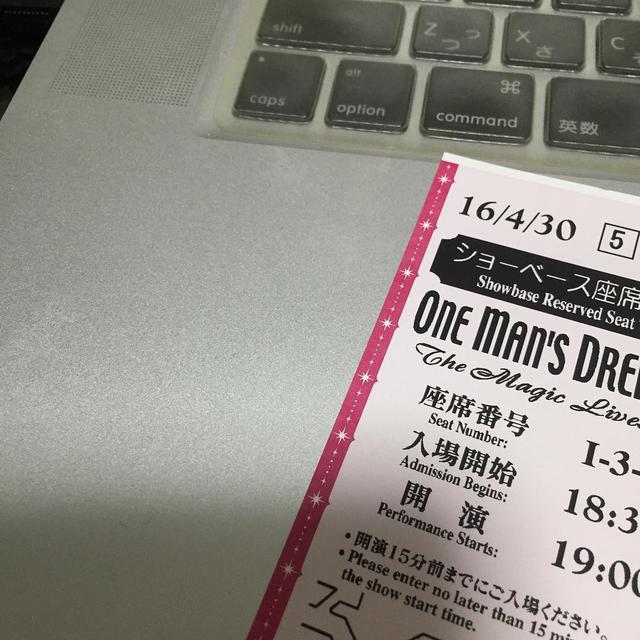 shift
Z
っ
つ
X
さ
C
caps
alt
option
⌘
command
英数
16/4/30 5
ショーベース座席
Showbase Reserved Seat
ONE MAN'S
The Magic Lives
座席番号
Seat Number:
I-3-
入場開始
Admission Begins:
18:3
開 演
Performance Starts:
19:00
・開演15分前までにご入場ください。
・Please enter no later than 15
the show start time.